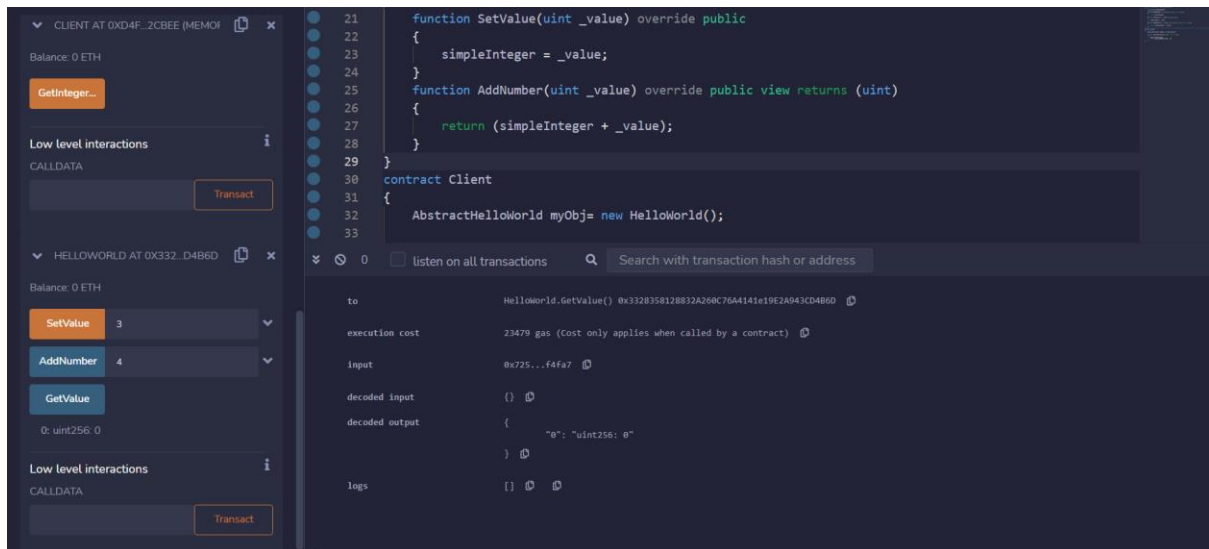 CLIENT AT 0XD4F...2CBEE (MEMOR
Balance: 0 ETH
GetInteger...
Low level interactions
i
CALLDATA
Transact
HELLOWORLD AT 0X332...D4B6D
Balance: 0 ETH
SetValue 3
AddNumber 4
GetValue
0: uint256: 0
Low level interactions
i
CALLDATA
Transact
21 function SetValue(uint _value) override public
22 {
23 simpleInteger = _value;
24 }
25 function AddNumber(uint _value) override public view returns (uint)
26 {
27 return (simpleInteger + _value);
28 }
29 }
30 contract Client
31 {
32 AbstractHelloWorld myObj= new HelloWorld();
33
0 listen on all transactions Search with transaction hash or address
to HelloWorld.GetValue() 0x3328358128832A260C76A4141e19E2A943CD4B6D
execution cost 23479 gas (Cost only applies when called by a contract)
input 0x725...f4fa7
decoded input {}
decoded output {
"0": "uint256: 0"
}
logs []